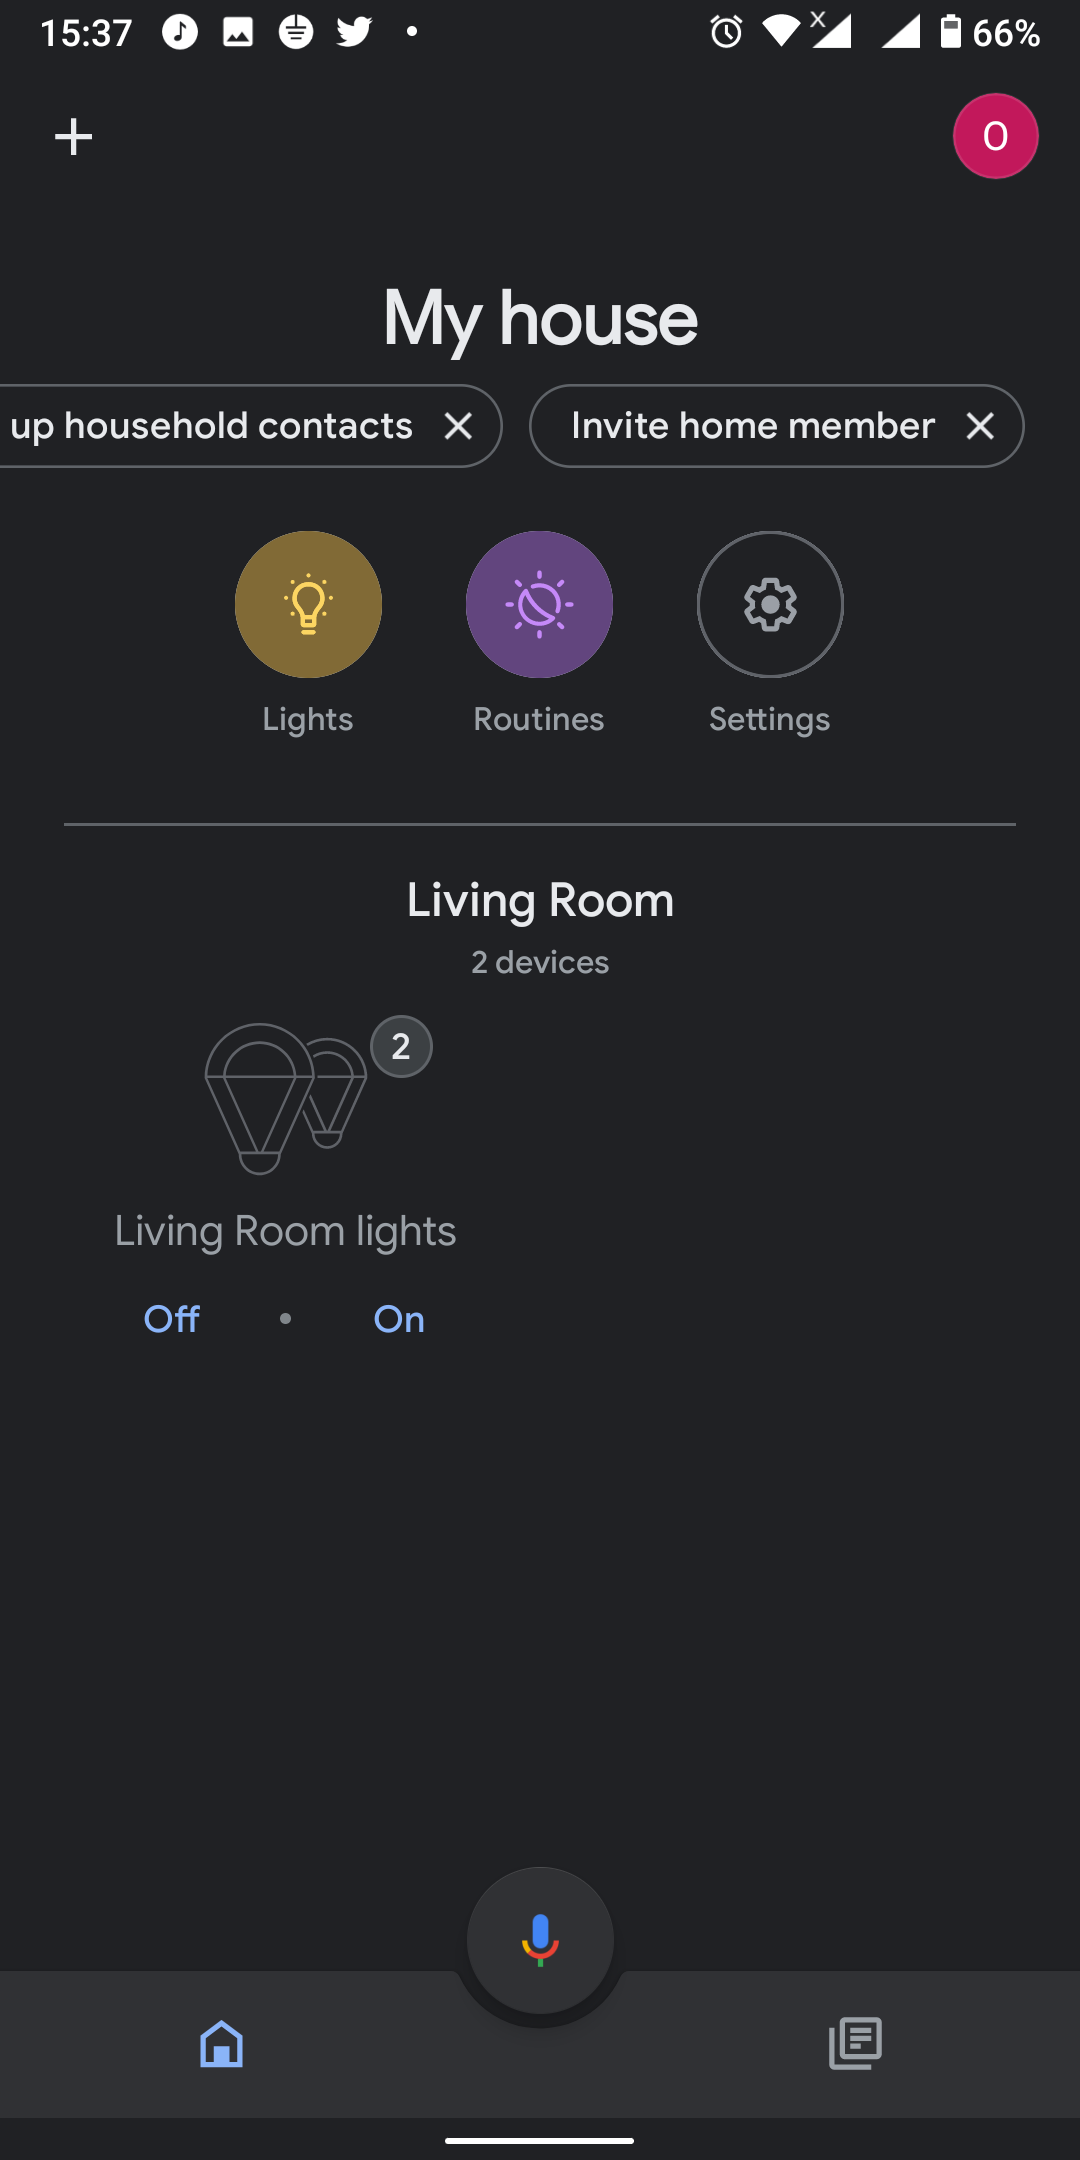 15:37
66%
O
My house
up household contacts
Invite home member
Lights
Routines
Settings
Living Room
2 devices
2
Living Room lights
Off • On